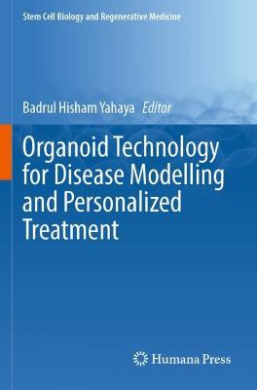 Stem Cell Biology and Regenerative Medicine
Badrul Hisham Yahaya Editor
Organoid Technology
for Disease Modelling
and Personalized
Treatment
Humana Press